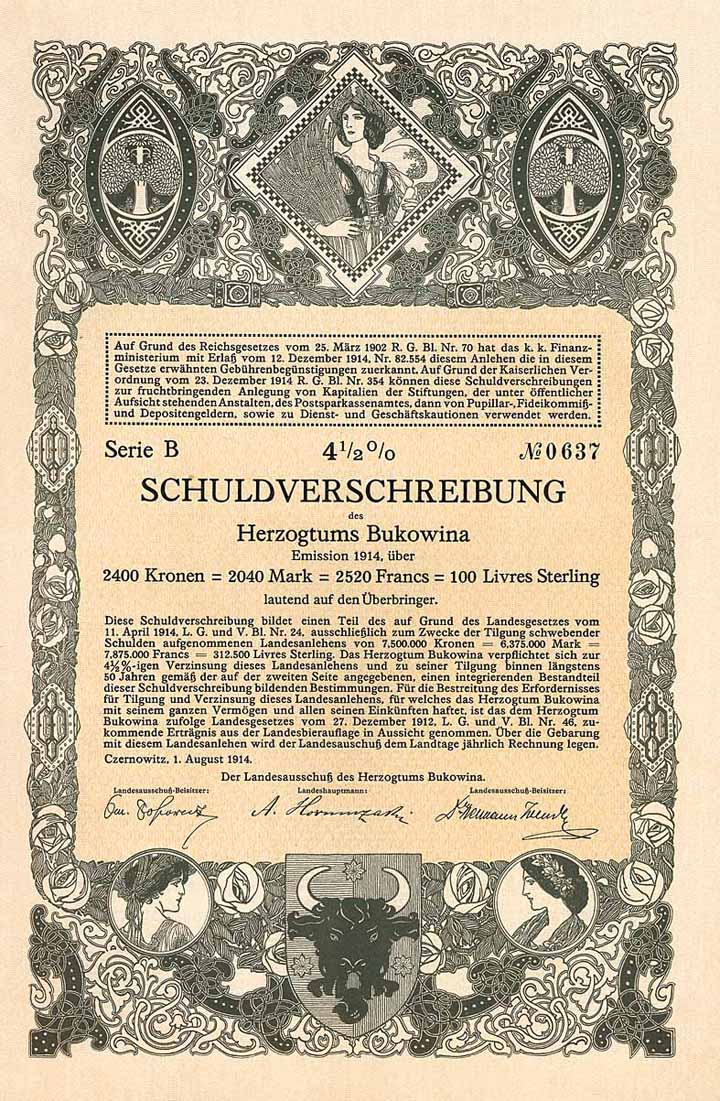 Auf Grund des Reichsgesetzes vom 25. März 1902 R. G. Bl. Nr. 70 hat das k. k. Finanz-
ministerium mit Erlaß vom 12. Dezember 1914, Nr. 82.554 diesem Anlehen die in diesem
Gesetze erwähnten Gebührenbegünstigungen zuerkannt. Auf Grund der Kaiserlichen Ver-
ordnung vom 23. Dezember 1914 R. G. Bl. Nr. 354 können diese Schuldverschreibungen
zur fruchtbringenden Anlegung von Kapitalien der Stiftungen, der unter öffentlicher
Aufsicht stehenden Anstalten, des Postsparkassenamtes, dann von Pupillar-, Fideikommiß-
und Depositengeldern, sowie zu Dienst- und Geschäftskautionen verwendet werden.
Serie B 4 1/2 % № 0637
SCHULDVERSCHREIBUNG
des
Herzogtums Bukowina
Emission 1914, über
2400 Kronen = 2040 Mark = 2520 Francs = 100 Livres Sterling
lautend auf den Überbringer.
Diese Schuldverschreibung bildet einen Teil des auf Grund des Landesgesetzes vom
11. April 1914, L. G. und V. Bl. Nr. 24, ausschließlich zum Zwecke der Tilgung schwebender
Schulden aufgenommenen Landesanlehens von 7,500.000 Kronen = 6,375.000 Mark =
7,875.000 Francs = 312.500 Livres Sterling. Das Herzogtum Bukowina verpflichtet sich zur
4½%-igen Verzinsung dieses Landesanlehens und zu seiner Tilgung binnen längstens
50 Jahren gemäß der auf der zweiten Seite angegebenen, einen integrierenden Bestandteil
dieser Schuldverschreibung bildenden Bestimmungen. Für die Bestreitung des Erfordernisses
für Tilgung und Verzinsung dieses Landesanlehens, für welches das Herzogtum Bukowina
mit seinem ganzen Vermögen und allen seinen Einkünften haftet, ist das dem Herzogtum
Bukowina zufolge Landesgesetzes vom 27. Dezember 1912, L. G. und V. Bl. Nr. 46, zu-
kommende Erträgnis aus der Landesbierauflage in Aussicht genommen. Über die Gebarung
mit diesem Landesanlehen wird der Landesauschuß dem Landtage jährlich Rechnung legen.
Czernowitz, 1. August 1914.
Der Landesausschuß des Herzogtums Bukowina.
Landesausschuß-Beisitzer: Landeshauptmann: Landesausschuß-Beisitzer: